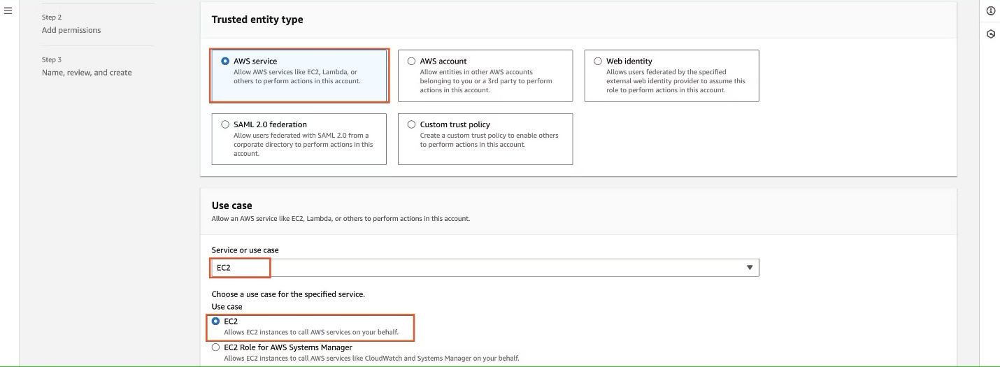 Step 2
Add permissions
Step 3
Name, review, and create
Trusted entity type
AWS service
Allow AWS services like EC2, Lambda, or
others to perform actions in this account.
AWS account
Allow entities in other AWS accounts
belonging to you or a 3rd party to perform
actions in this account.
Web identity
Allows users federated by the specified
external web identity provider to assume this
role to perform actions in this account.
SAML 2.0 federation
Allow users federated with SAML 2.0 from a
corporate directory to perform actions in this
account.
Custom trust policy
Create a custom trust policy to enable others
to perform actions in this account.
Use case
Allow an AWS service like EC2, Lambda, or others to perform actions in this account.
Service or use case
EC2
Choose a use case for the specified service.
Use case
EC2
Allows EC2 instances to call AWS services on your behalf.
EC2 Role for AWS Systems Manager
Allows EC2 instances to call AWS services like CloudWatch and Systems Manager on your behalf.